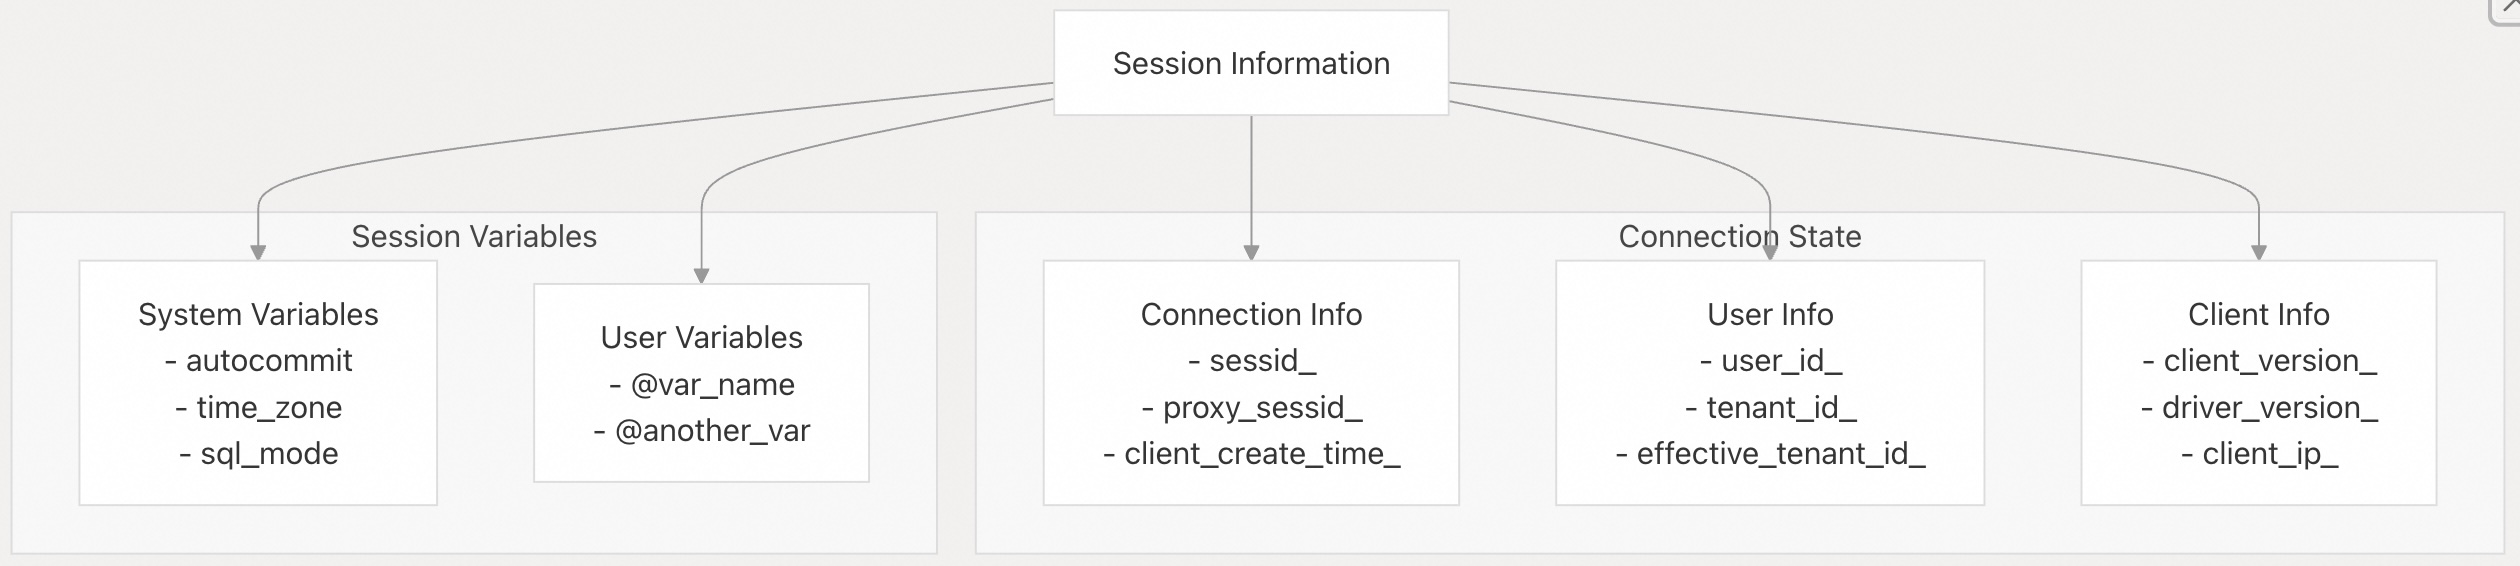 Session Information
Session Variables
System Variables
- autocommit
- time_zone
- sql_mode
User Variables
- @var_name
- @another_var
Connection State
Connection Info
- sessid_
- proxy_sessid_
- client_create_time_
User Info
- user_id_
- tenant_id_
- effective_tenant_id_
Client Info
- client_version_
- driver_version_
- client_ip_